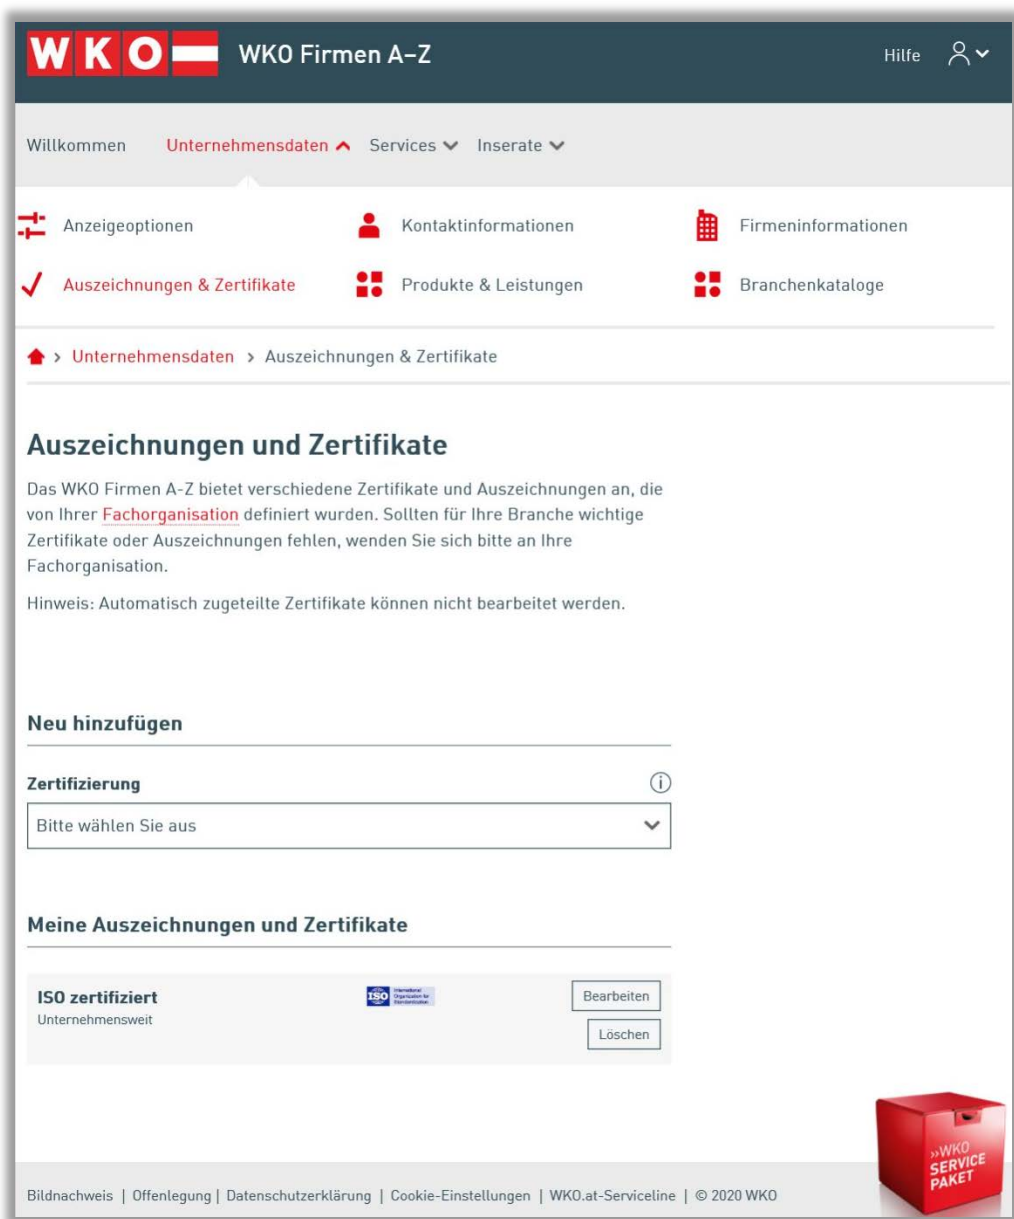 WKO WKO Firmen A–Z Hilfe
Willkommen Unternehmensdaten Services Inserate
Anzeigeoptionen Kontaktinformationen Firmeninformationen
Auszeichnungen & Zertifikate Produkte & Leistungen Branchenkataloge
> Unternehmensdaten > Auszeichnungen & Zertifikate
Auszeichnungen und Zertifikate
Das WKO Firmen A-Z bietet verschiedene Zertifikate und Auszeichnungen an, die
von Ihrer Fachorganisation definiert wurden. Sollten für Ihre Branche wichtige
Zertifikate oder Auszeichnungen fehlen, wenden Sie sich bitte an Ihre
Fachorganisation.
Hinweis: Automatisch zugeteilte Zertifikate können nicht bearbeitet werden.
Neu hinzufügen
Zertifizierung
Bitte wählen Sie aus
Meine Auszeichnungen und Zertifikate
ISO zertifiziert
Unternehmensweit
ISO
International
Organization for
Standardization
Bearbeiten
Löschen
»WKO
SERVICE
PAKET
Bildnachweis | Offenlegung | Datenschutzerklärung | Cookie-Einstellungen | WKO.at-Serviceline | © 2020 WKO